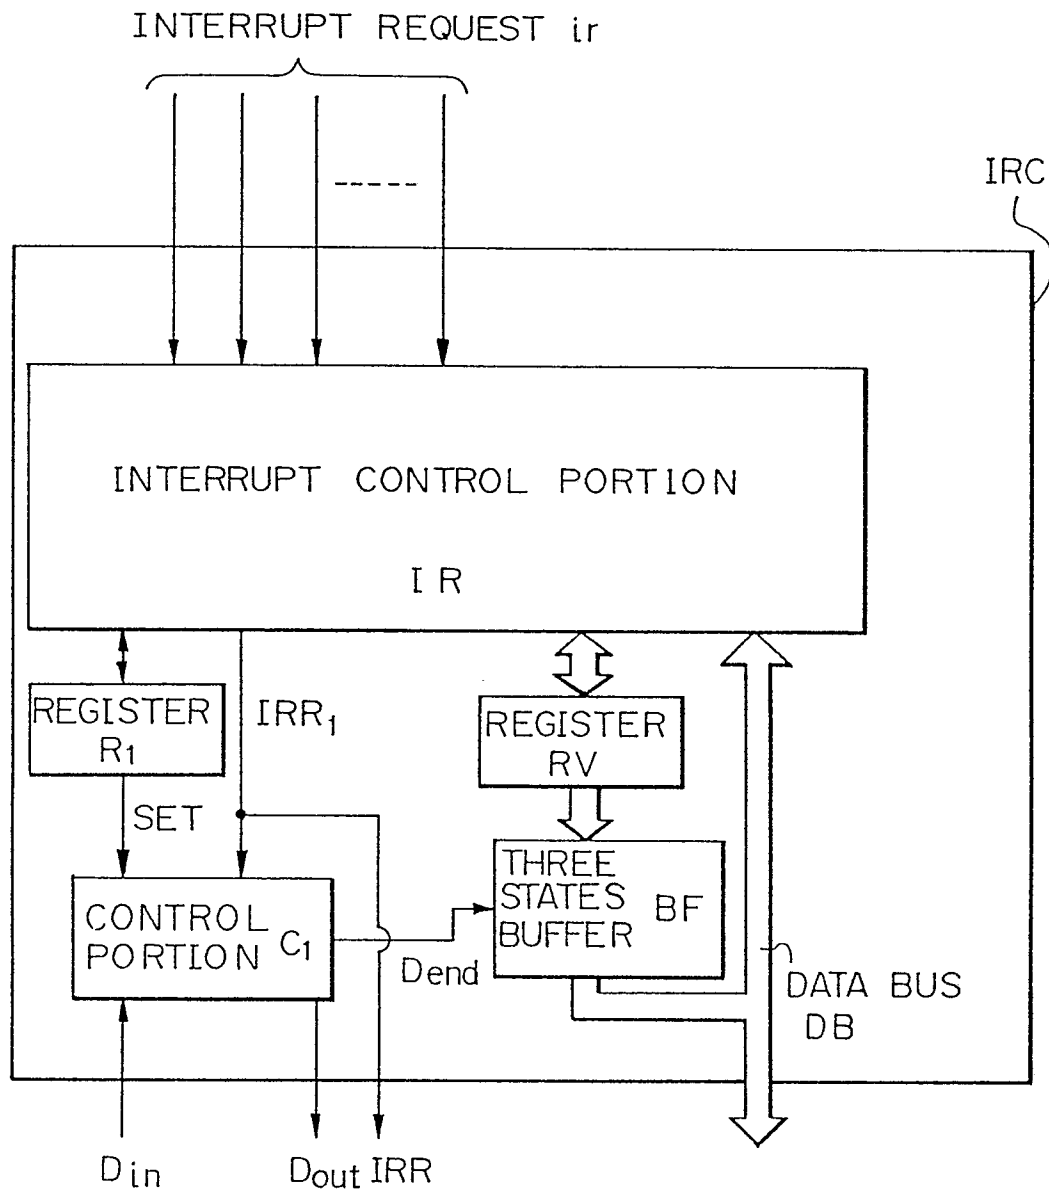 INTERRUPT REQUEST ir
IRC
INTERRUPT CONTROL PORTION
IR
REGISTER
R1
IRR1
REGISTER
RV
SET
THREE
STATES
BUFFER
BF
CONTROL
PORTION
C1
Dend
DATA BUS
DB
Din
Dout
IRR